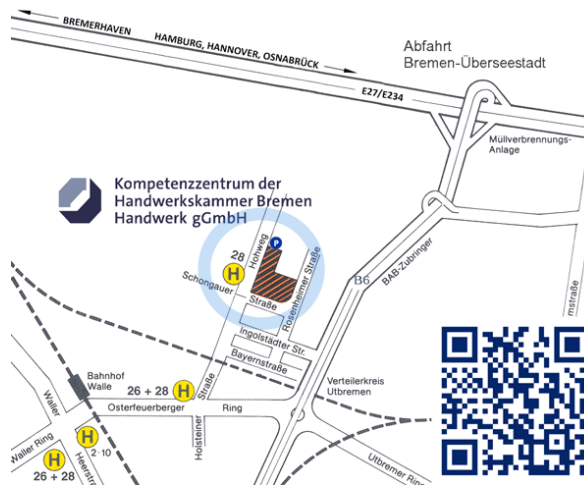 BREMERHAVEN
HAMBURG, HANNOVER, OSNABRÜCK
E27/E234
Abfahrt
Bremen-Überseestadt
Müllverbrennungs-
Anlage
Kompetenzzentrum der
Handwerkskammer Bremen
Handwerk gGmbH
P
28
H
Hohweg
Schongauer
Straße
Rosenheimer Straße
BAB-Zubringer
B6
mstraße
Ingolstädter Str.
Bayernstraße
Bahnhof
Walle
26 + 28
H
Straße
Holsteiner
Osterfeuerberger
Ring
Verteilerkreis
Utbremen
Waller
Waller Ring
H
2·10
H
26 + 28
Heerstr
Utbremer Ring